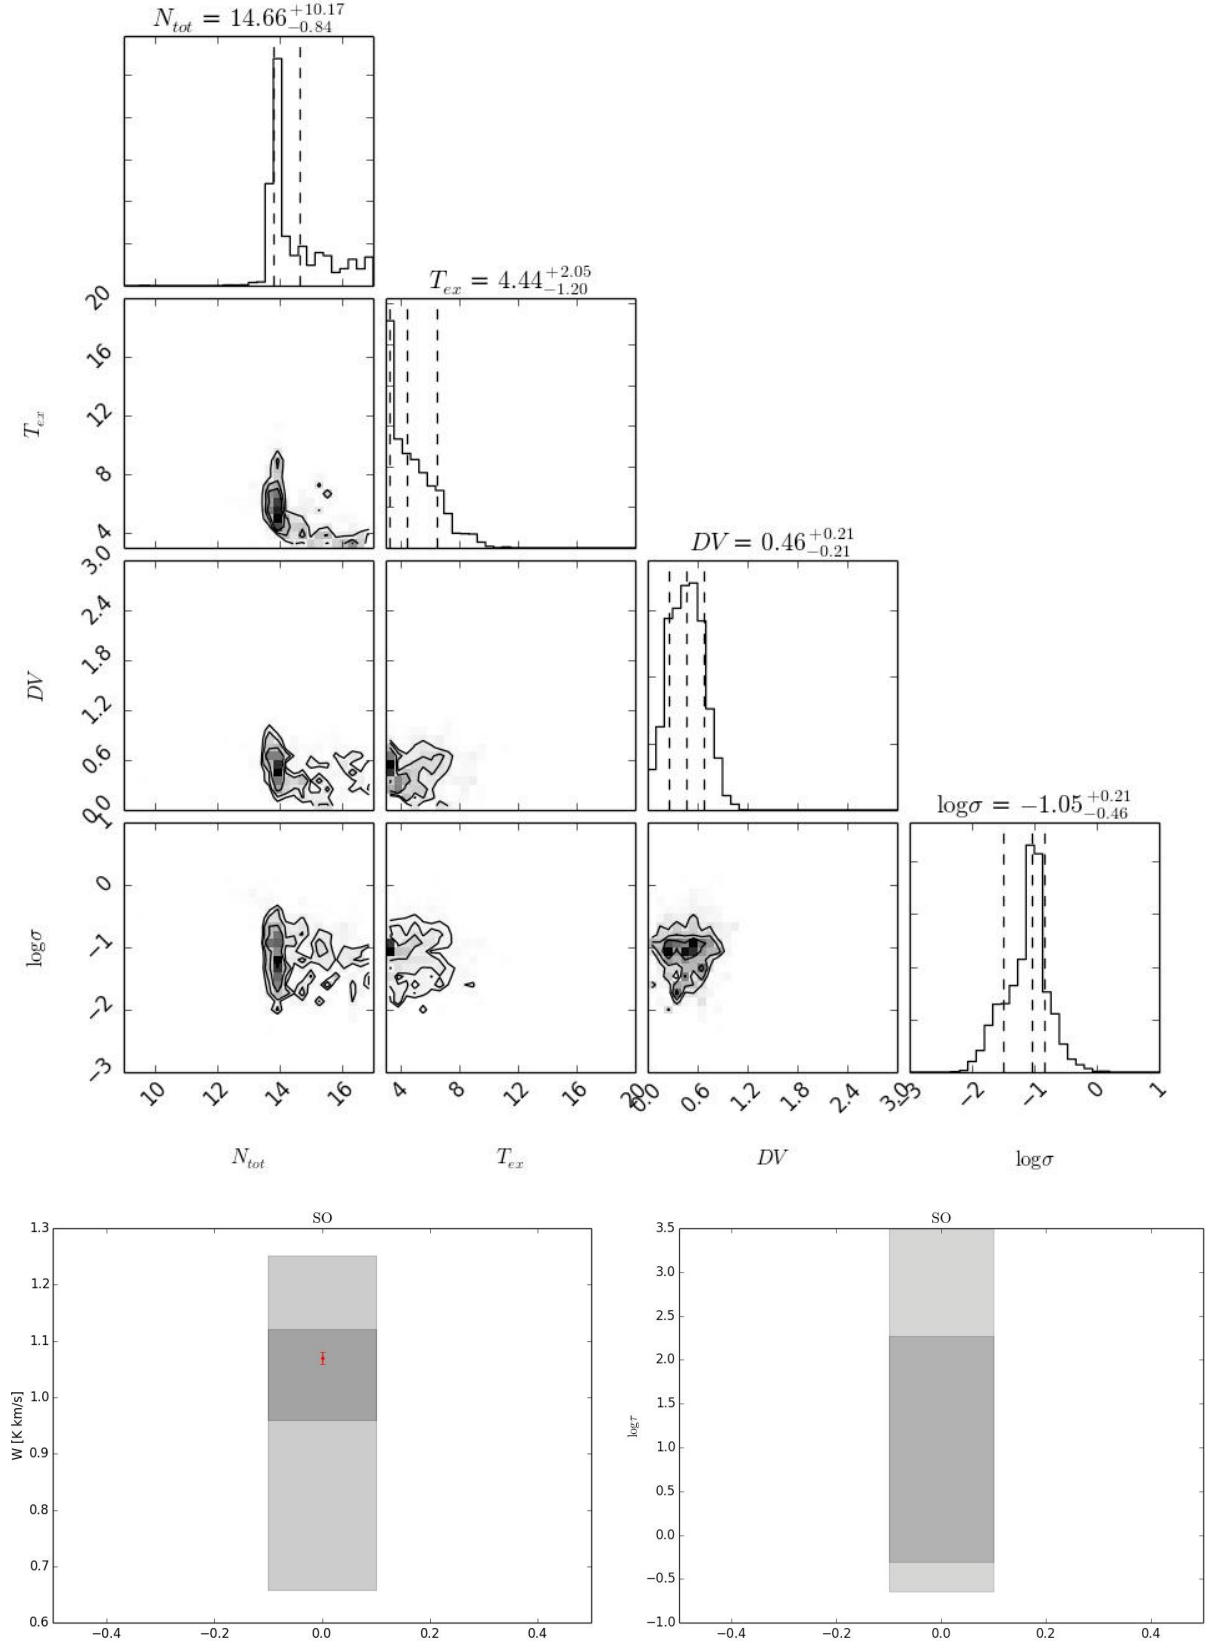 N_tot = 14.66 +10.17 −0.84
T_ex = 4.44 +2.05 −1.20
20
16
12
8
4
T_ex
DV = 0.46 +0.21 −0.21
3.0
2.4
1.8
1.2
0.6
0.0
DV
logσ = −1.05 +0.21 −0.46
1
0
−1
−2
−3
logσ
10 12 14 16 4 8 12 16 20 0.0 0.6 1.2 1.8 2.4 3.0 −3 −2 −1 0 1
N_tot T_ex DV logσ
SO
1.3
1.2
1.1
1.0
0.9
0.8
0.7
0.6
W [K km/s]
−0.4 −0.2 0.0 0.2 0.4
SO
3.5
3.0
2.5
2.0
1.5
1.0
0.5
0.0
−0.5
−1.0
logτ
−0.4 −0.2 0.0 0.2 0.4